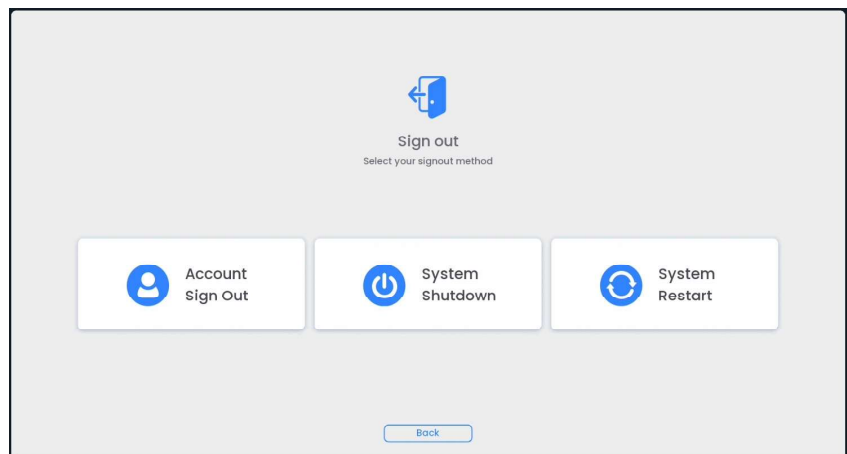 Sign out
Select your signout method
Account
Sign Out
System
Shutdown
System
Restart
Back